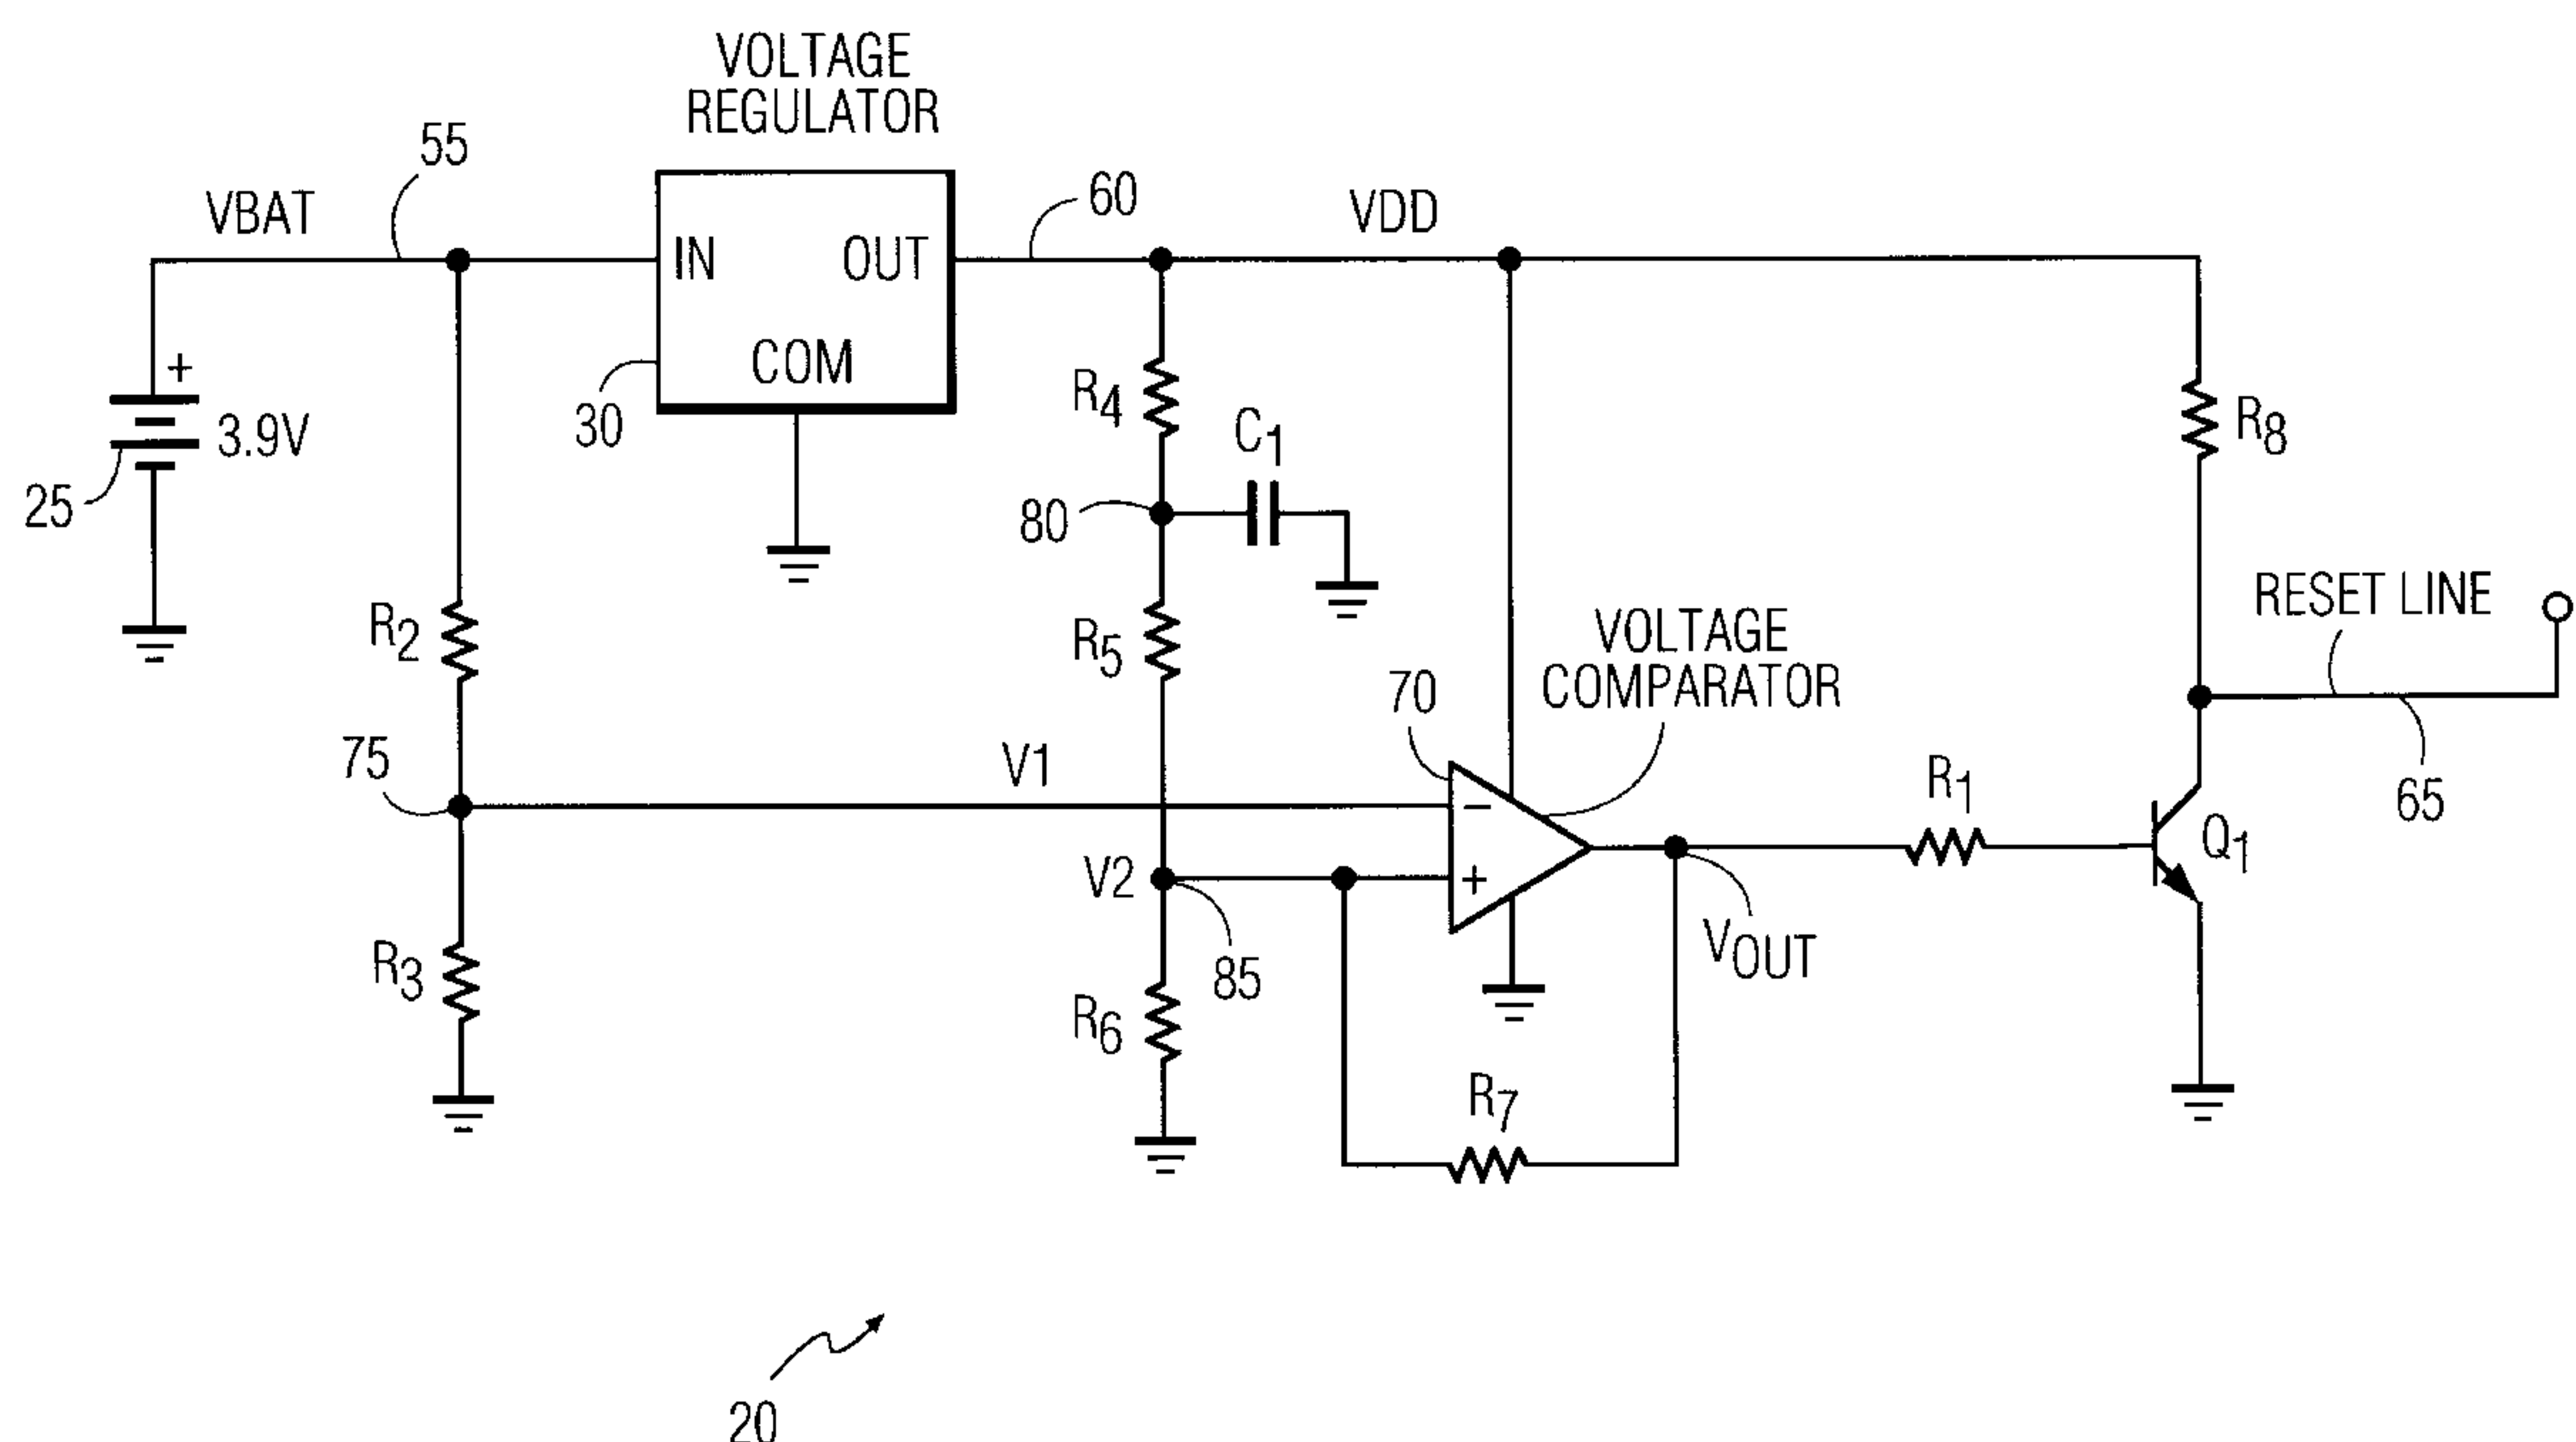 VOLTAGE
REGULATOR
55
VBAT
60
VDD
IN
OUT
COM
+
3.9V
25
30
R4
C1
R8
80
R2
R5
RESET LINE
VOLTAGE
COMPARATOR
70
75
V1
R1
65
−
Q1
V2
+
VOUT
85
R3
R6
R7
20